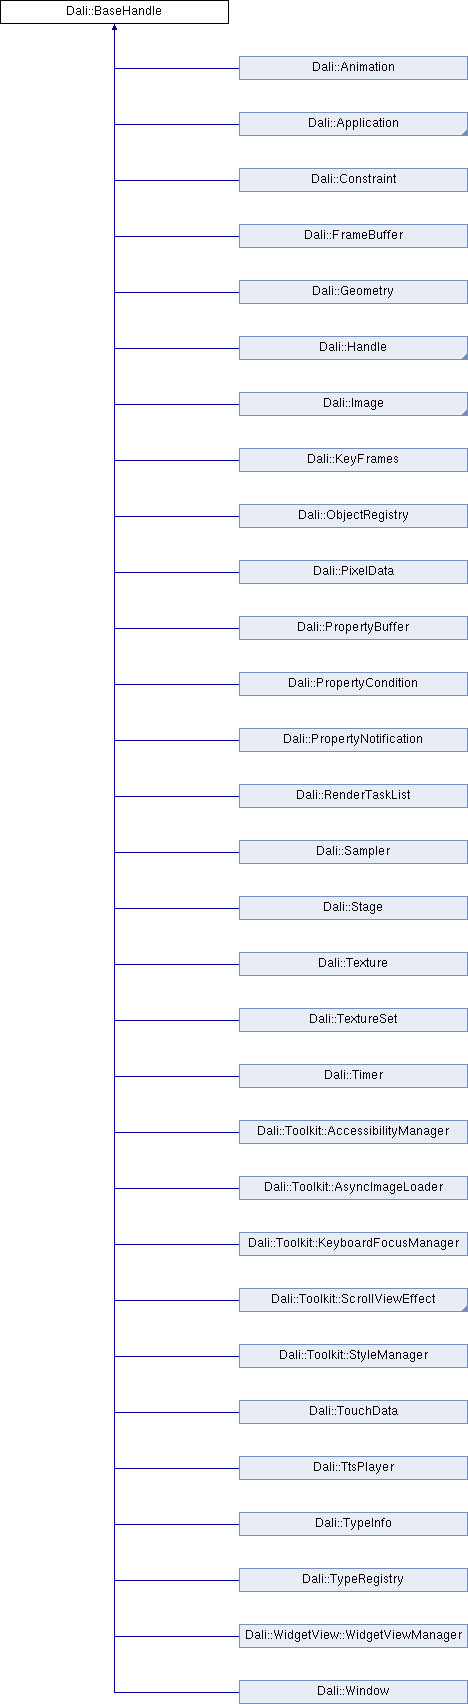 Dali::BaseHandle
Dali::Animation
Dali::Application
Dali::Constraint
Dali::FrameBuffer
Dali::Geometry
Dali::Handle
Dali::Image
Dali::KeyFrames
Dali::ObjectRegistry
Dali::PixelData
Dali::PropertyBuffer
Dali::PropertyCondition
Dali::PropertyNotification
Dali::RenderTaskList
Dali::Sampler
Dali::Stage
Dali::Texture
Dali::TextureSet
Dali::Timer
Dali::Toolkit::AccessibilityManager
Dali::Toolkit::AsyncImageLoader
Dali::Toolkit::KeyboardFocusManager
Dali::Toolkit::ScrollViewEffect
Dali::Toolkit::StyleManager
Dali::TouchData
Dali::TtsPlayer
Dali::TypeInfo
Dali::TypeRegistry
Dali::WidgetView::WidgetViewManager
Dali::Window